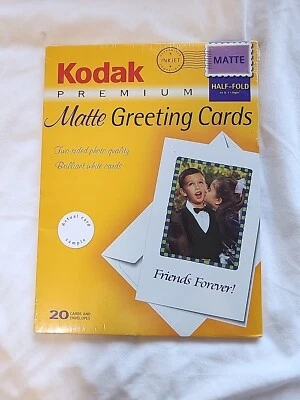 INKJET
MATTE
Kodak
HALF-FOLD
PREMIUM
Matte Greeting Cards
Two-sided photo quality
Brilliant white cards
Actual card
sample
Friends Forever!
20 CARDS AND
ENVELOPES